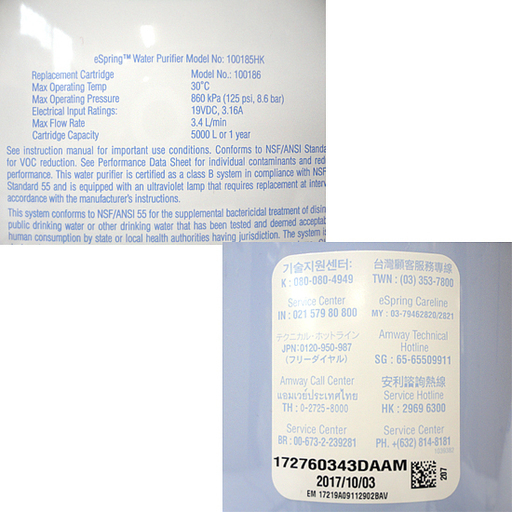 eSpring™ Water Purifier Model No: 100185HK
Replacement Cartridge Model No.: 100186
Max Operating Temp 30°C
Max Operating Pressure 860 kPa (125 psi, 8.6 bar)
Electrical Input Ratings: 19VDC, 3.16A
Max Flow Rate 3.4 L/min
Cartridge Capacity 5000 L or 1 year
See instruction manual for important use conditions. Conforms to NSF/ANSI Standa
for VOC reduction. See Performance Data Sheet for individual contaminants and red
performance. This water purifier is certified as a class B system in compliance with NSF
Standard 55 and is equipped with an ultraviolet lamp that requires replacement at interv
accordance with the manufacturer's instructions.
This system conforms to NSF/ANSI 55 for the supplemental bactericidal treatment of disin
public drinking water or other drinking water that has been tested and deemed acceptab
human consumption by state or local health authorities having jurisdiction. The system is
기술지원센터:
K : 080-080-4949
台灣顧客服務專線
TWN : (03) 353-7800
Service Center
IN : 021 579 80 800
eSpring Careline
MY : 03-79462820/2821
テクニカル・ホットライン
JPN:0120-950-987
(フリーダイヤル)
Amway Technical
Hotline
SG : 65-65509911
Amway Call Center
แอมเวย์ประเทศไทย
TH : 0-2725-8000
安利諮詢熱線
Service Hotline
HK : 2969 6300
Service Center
BR : 00-673-2-239281
Service Center
PH. +(632) 814-8181
172760343DAAM
2017/10/03
EM 17219A09112902BAV
207